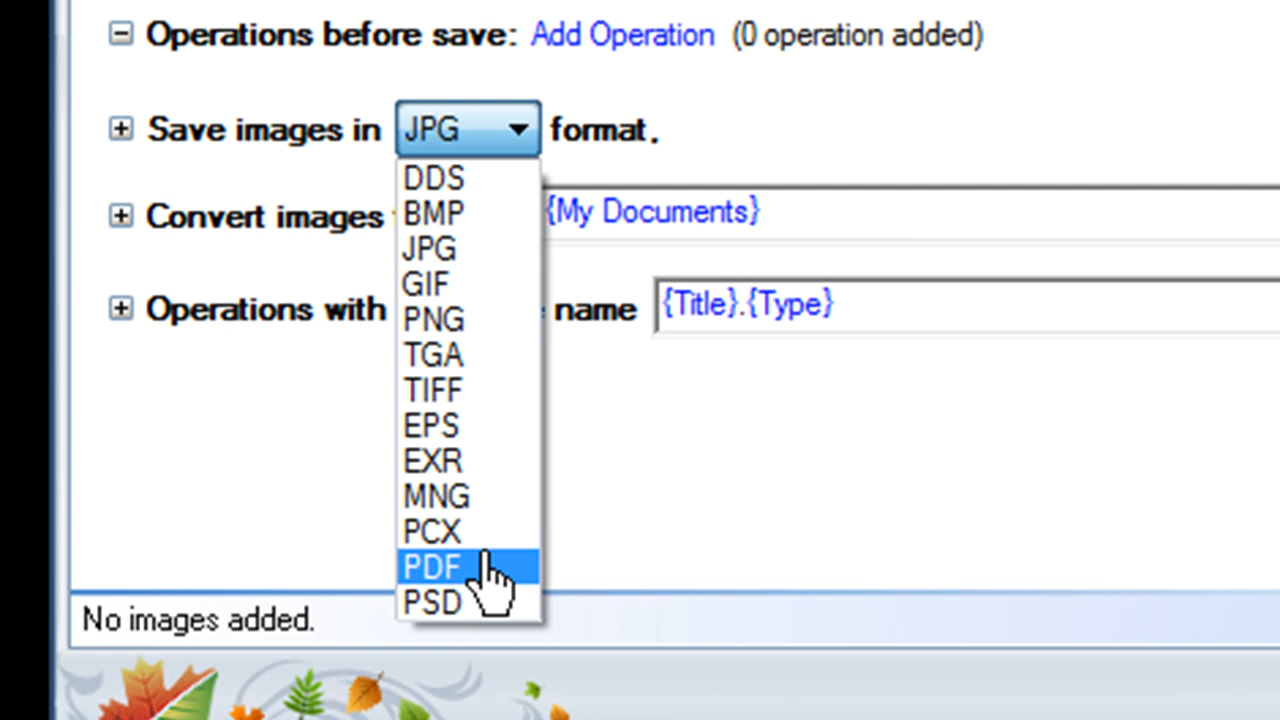 Operations before save: Add Operation (0 operation added)
Save images in JPG format.
DDS
Convert images {My Documents}
BMP
JPG
GIF
Operations with name {Title}.{Type}
PNG
TGA
TIFF
EPS
EXR
MNG
PCX
PDF
PSD
No images added.